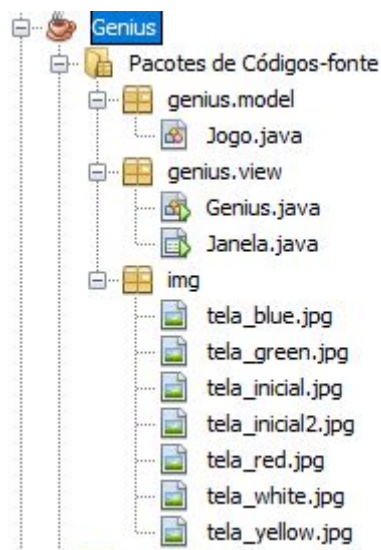 Genius
Pacotes de Códigos-fonte
genius.model
Jogo.java
genius.view
Genius.java
Janela.java
img
tela_blue.jpg
tela_green.jpg
tela_inicial.jpg
tela_inicial2.jpg
tela_red.jpg
tela_white.jpg
tela_yellow.jpg